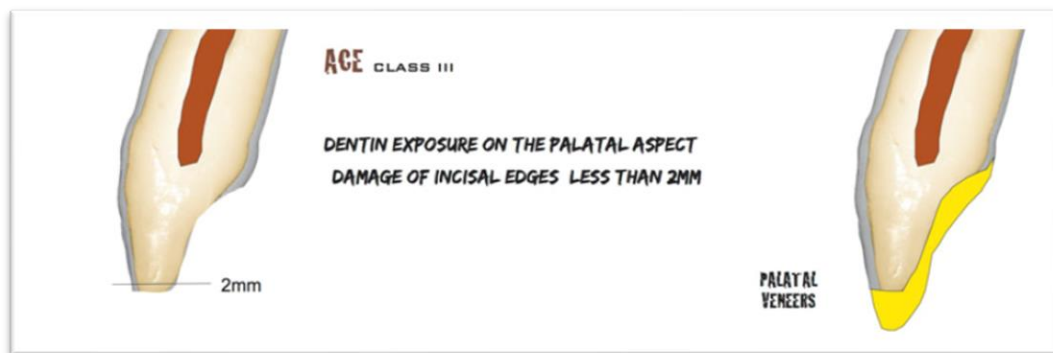 ACE CLASS III
DENTIN EXPOSURE ON THE PALATAL ASPECT
DAMAGE OF INCISAL EDGES LESS THAN 2MM
2mm
PALATAL
VENEERS